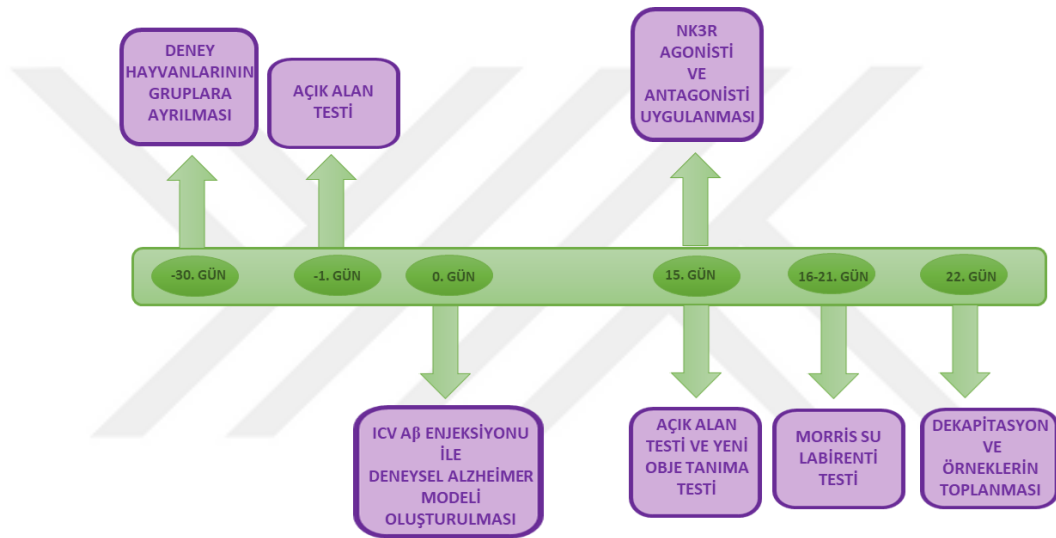 DENEY
HAYVANLARININ
GRUPLARA
AYRILMASI
AÇIK ALAN
TESTİ
NK3R
AGONİSTİ
VE
ANTAGONİSTİ
UYGULANMASI
-30. GÜN
-1. GÜN
0. GÜN
15. GÜN
16-21. GÜN
22. GÜN
ICV Aβ ENJEKSİYONU
İLE
DENEYSEL ALZHEİMER
MODELİ
OLUŞTURULMASI
AÇIK ALAN
TESTİ VE YENİ
OBJE TANIMA
TESTİ
MORRİS SU
LABİRENTİ
TESTİ
DEKAPİTASYON
VE
ÖRNEKLERİN
TOPLANMASI